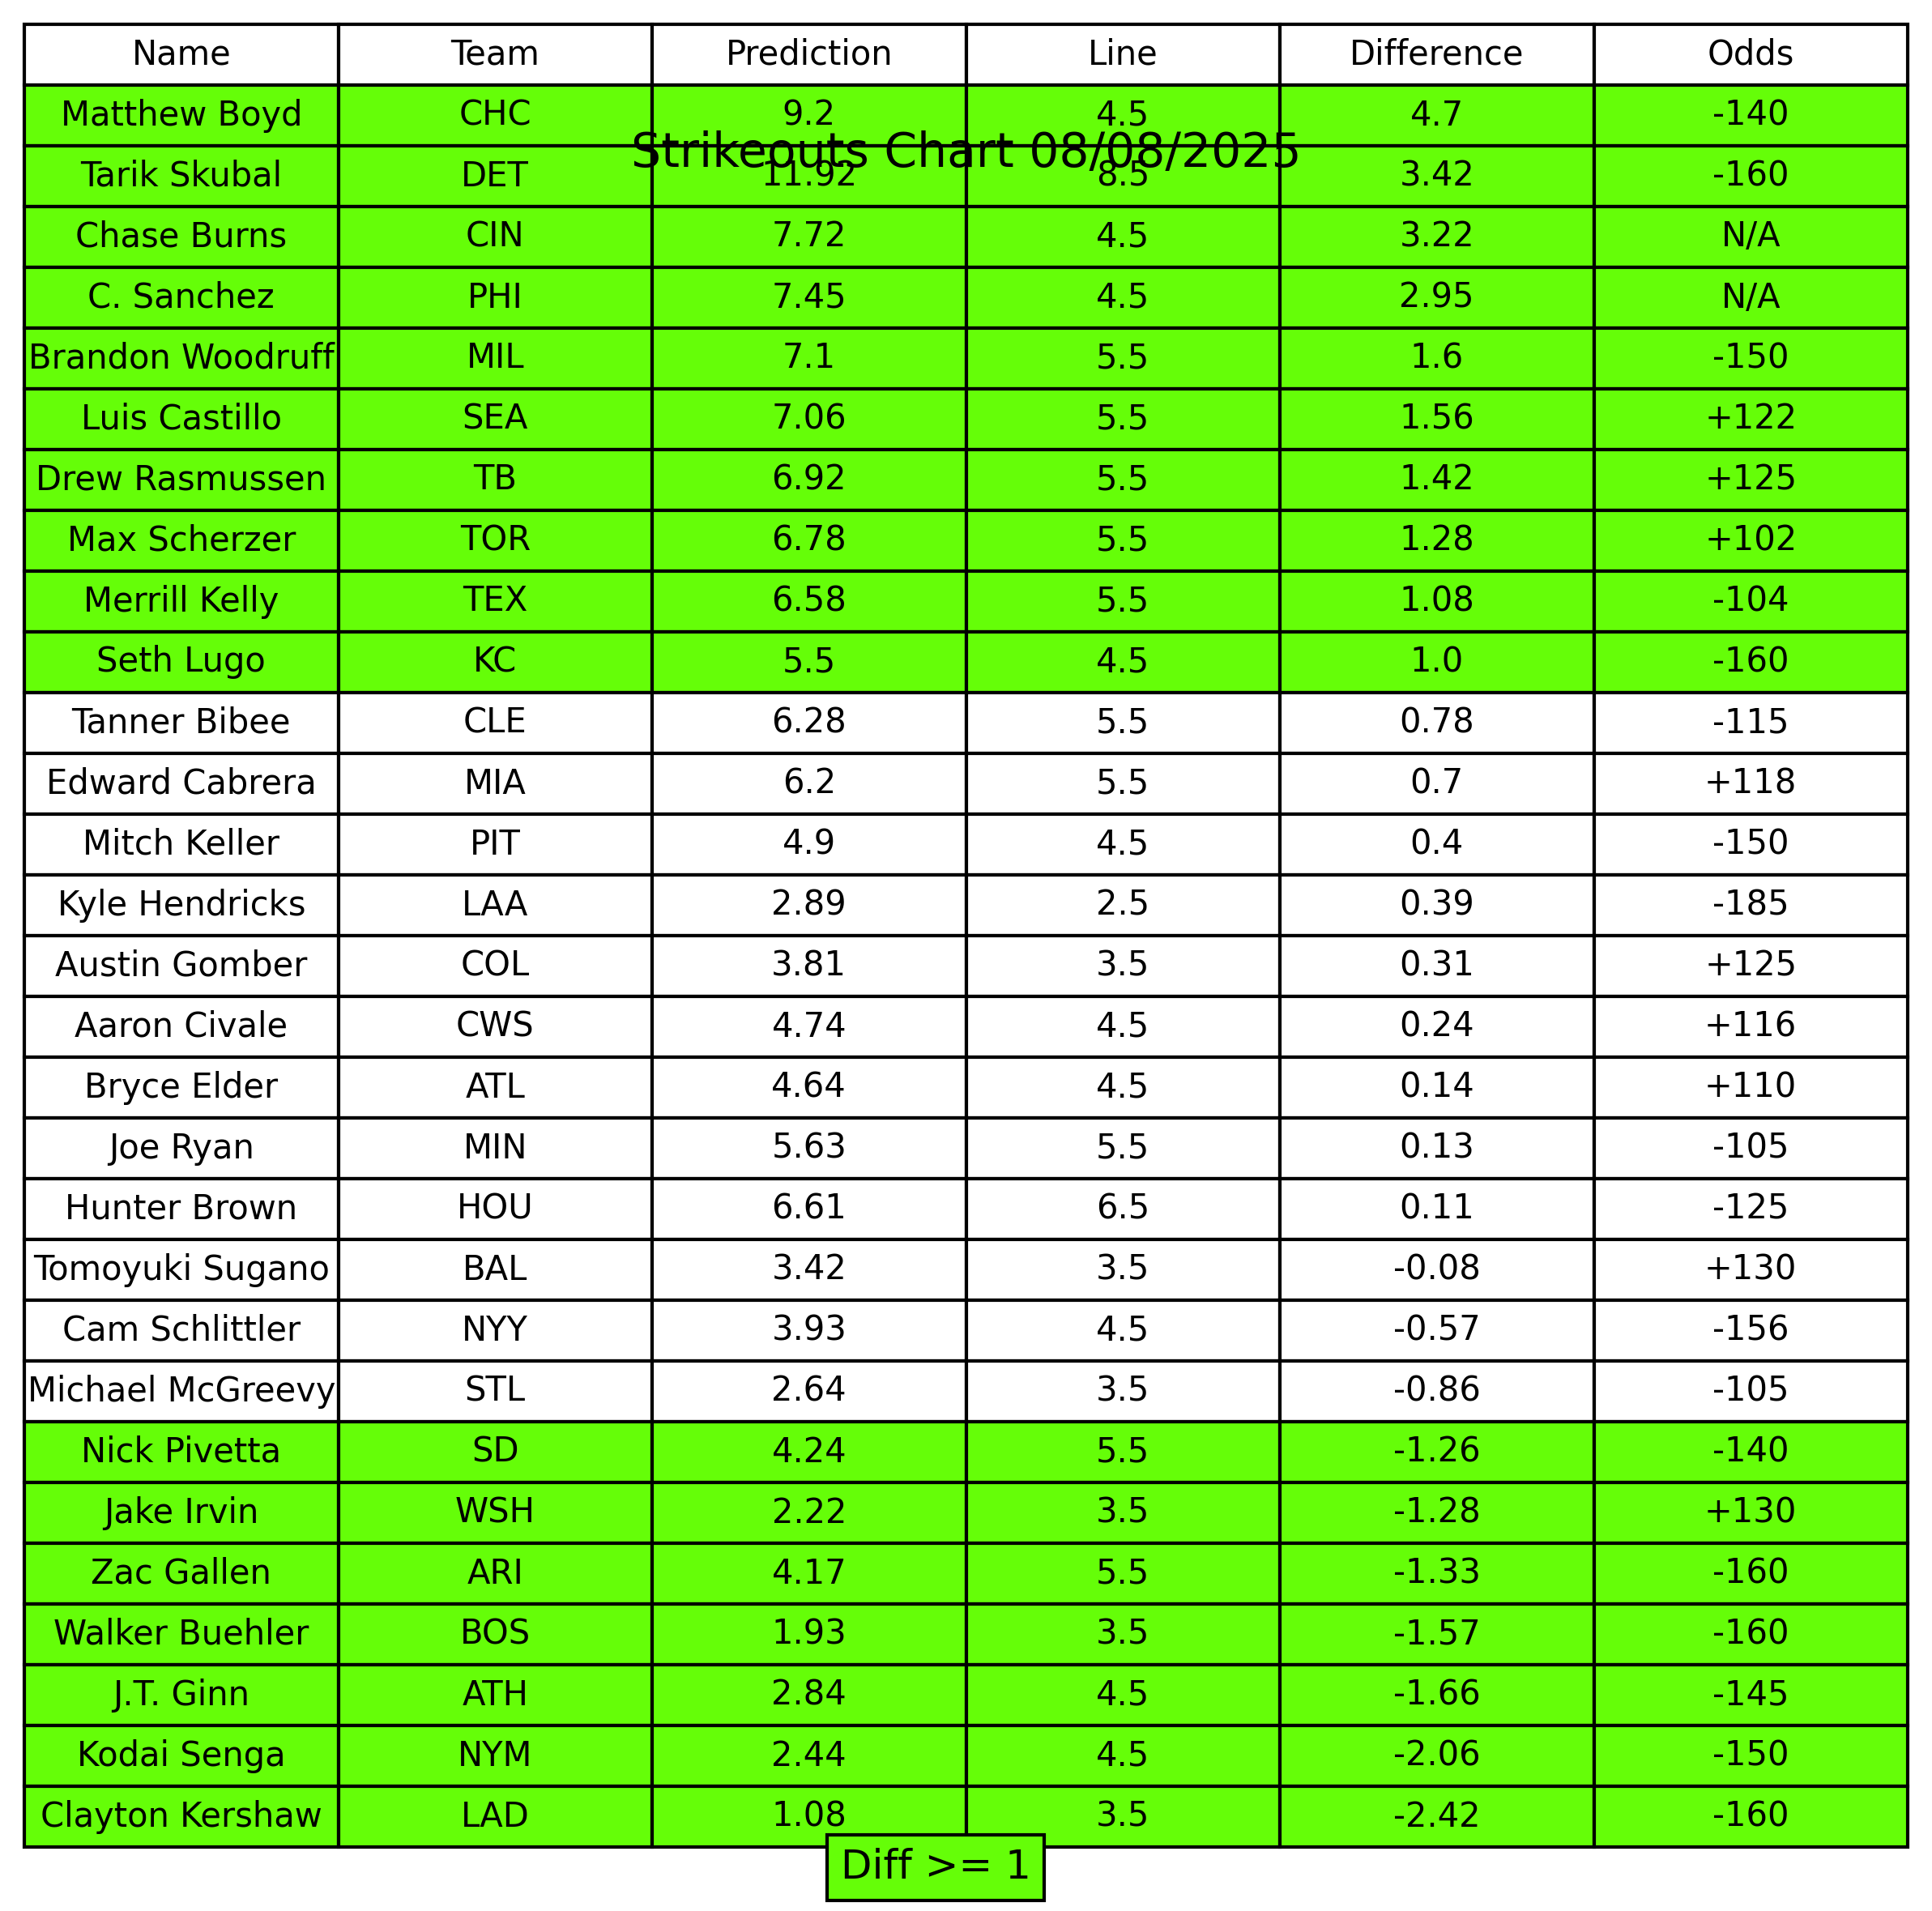 Name Team Prediction Line Difference Odds
Matthew Boyd CHC 9.2 4.5 4.7 -140
Strikeouts Chart 08/08/2025
Tarik Skubal DET 11.92 8.5 3.42 -160
Chase Burns CIN 7.72 4.5 3.22 N/A
C. Sanchez PHI 7.45 4.5 2.95 N/A
Brandon Woodruff MIL 7.1 5.5 1.6 -150
Luis Castillo SEA 7.06 5.5 1.56 +122
Drew Rasmussen TB 6.92 5.5 1.42 +125
Max Scherzer TOR 6.78 5.5 1.28 +102
Merrill Kelly TEX 6.58 5.5 1.08 -104
Seth Lugo KC 5.5 4.5 1.0 -160
Tanner Bibee CLE 6.28 5.5 0.78 -115
Edward Cabrera MIA 6.2 5.5 0.7 +118
Mitch Keller PIT 4.9 4.5 0.4 -150
Kyle Hendricks LAA 2.89 2.5 0.39 -185
Austin Gomber COL 3.81 3.5 0.31 +125
Aaron Civale CWS 4.74 4.5 0.24 +116
Bryce Elder ATL 4.64 4.5 0.14 +110
Joe Ryan MIN 5.63 5.5 0.13 -105
Hunter Brown HOU 6.61 6.5 0.11 -125
Tomoyuki Sugano BAL 3.42 3.5 -0.08 +130
Cam Schlittler NYY 3.93 4.5 -0.57 -156
Michael McGreevy STL 2.64 3.5 -0.86 -105
Nick Pivetta SD 4.24 5.5 -1.26 -140
Jake Irvin WSH 2.22 3.5 -1.28 +130
Zac Gallen ARI 4.17 5.5 -1.33 -160
Walker Buehler BOS 1.93 3.5 -1.57 -160
J.T. Ginn ATH 2.84 4.5 -1.66 -145
Kodai Senga NYM 2.44 4.5 -2.06 -150
Clayton Kershaw LAD 1.08 3.5 -2.42 -160
Diff >= 1